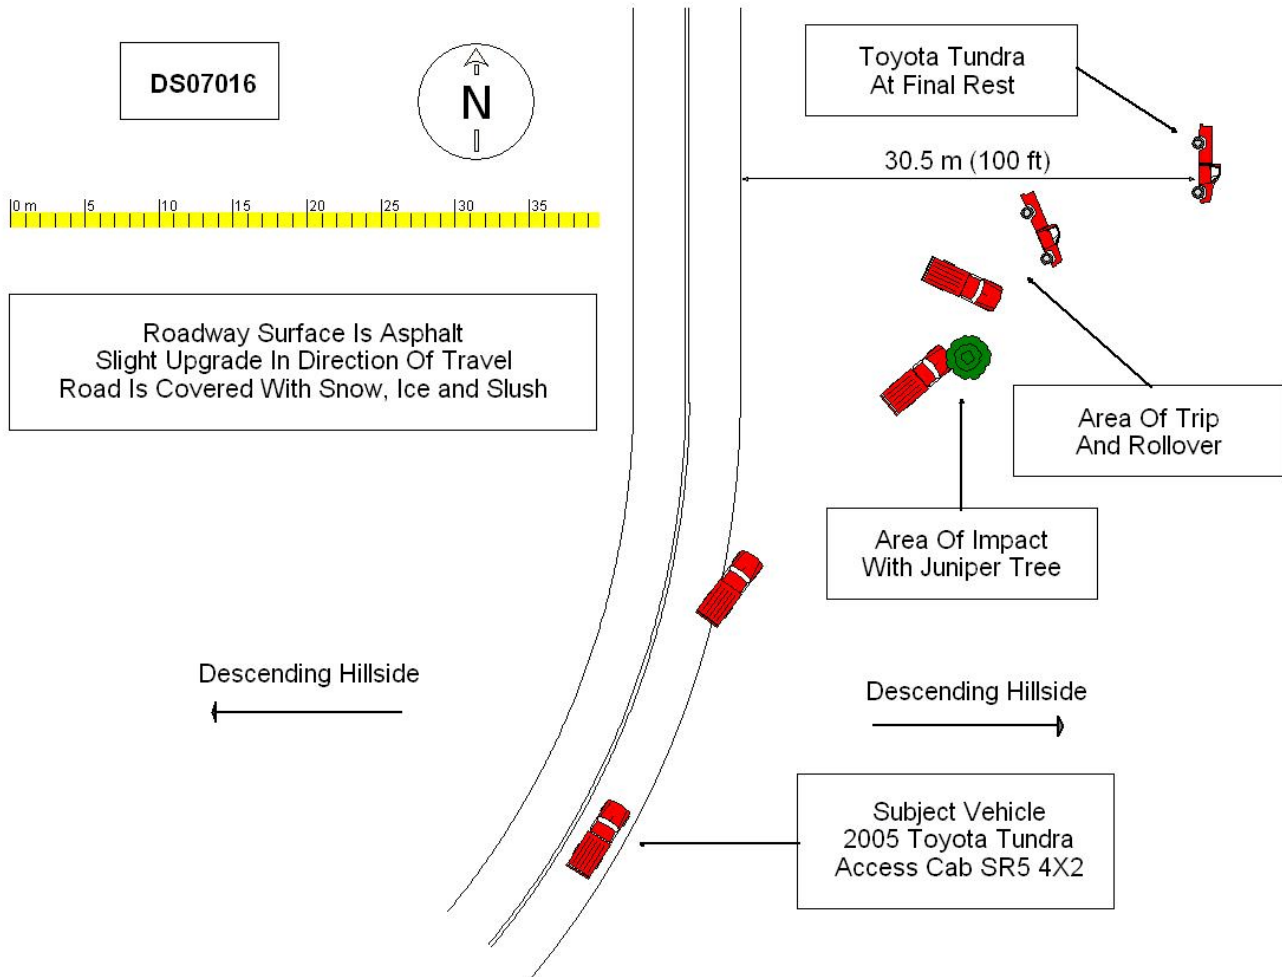 DS07016
N
Toyota Tundra
At Final Rest
30.5 m (100 ft)
0 m 5 10 15 20 25 30 35
Roadway Surface Is Asphalt
Slight Upgrade In Direction Of Travel
Road Is Covered With Snow, Ice and Slush
Area Of Trip
And Rollover
Area Of Impact
With Juniper Tree
Descending Hillside
Descending Hillside
Subject Vehicle
2005 Toyota Tundra
Access Cab SR5 4X2